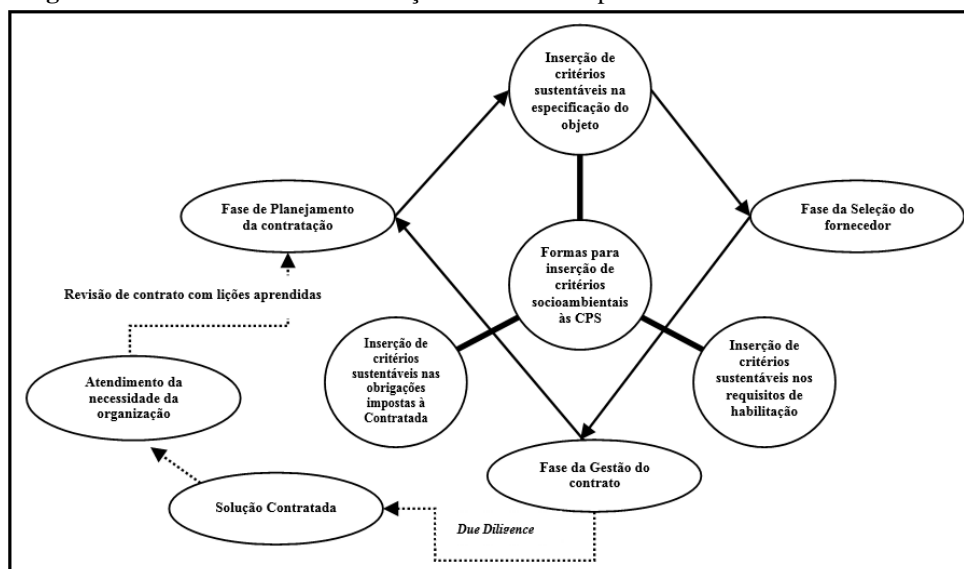 Inserção de
critérios
sustentáveis na
especificação do
objeto
Fase de Planejamento
da contratação
Fase da Seleção do
fornecedor
Formas para
inserção de
critérios
socioambientais
às CPS
Revisão de contrato com lições aprendidas
Inserção de
critérios
sustentáveis nas
obrigações
impostas à
Contratada
Inserção de
critérios
sustentáveis nos
requisitos de
habilitação
Atendimento da
necessidade da
organização
Fase da Gestão do
contrato
Solução Contratada
Due Diligence